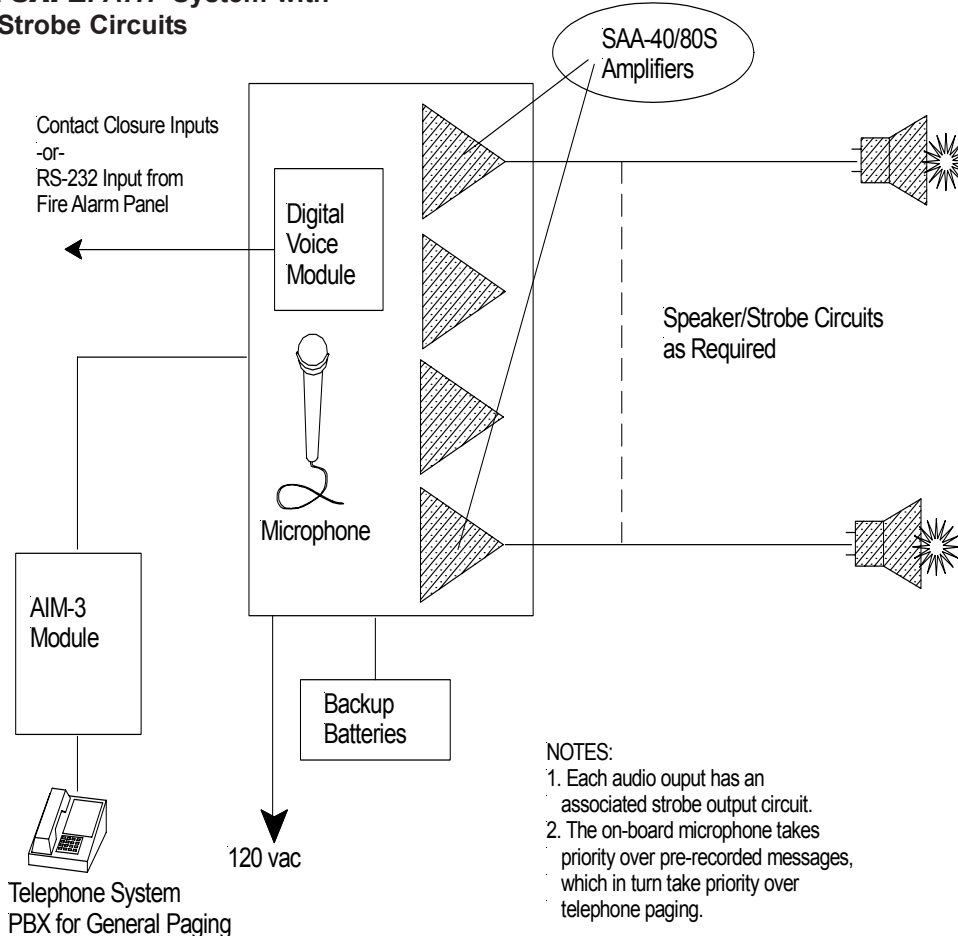 System with
Strobe Circuits
SAA-40/80S
Amplifiers
Contact Closure Inputs
-or-
RS-232 Input from
Fire Alarm Panel
Digital
Voice
Module
Speaker/Strobe Circuits
as Required
Microphone
AIM-3
Module
Backup
Batteries
120 vac
Telephone System
PBX for General Paging
NOTES:
1. Each audio ouput has an
associated strobe output circuit.
2. The on-board microphone takes
priority over pre-recorded messages,
which in turn take priority over
telephone paging.